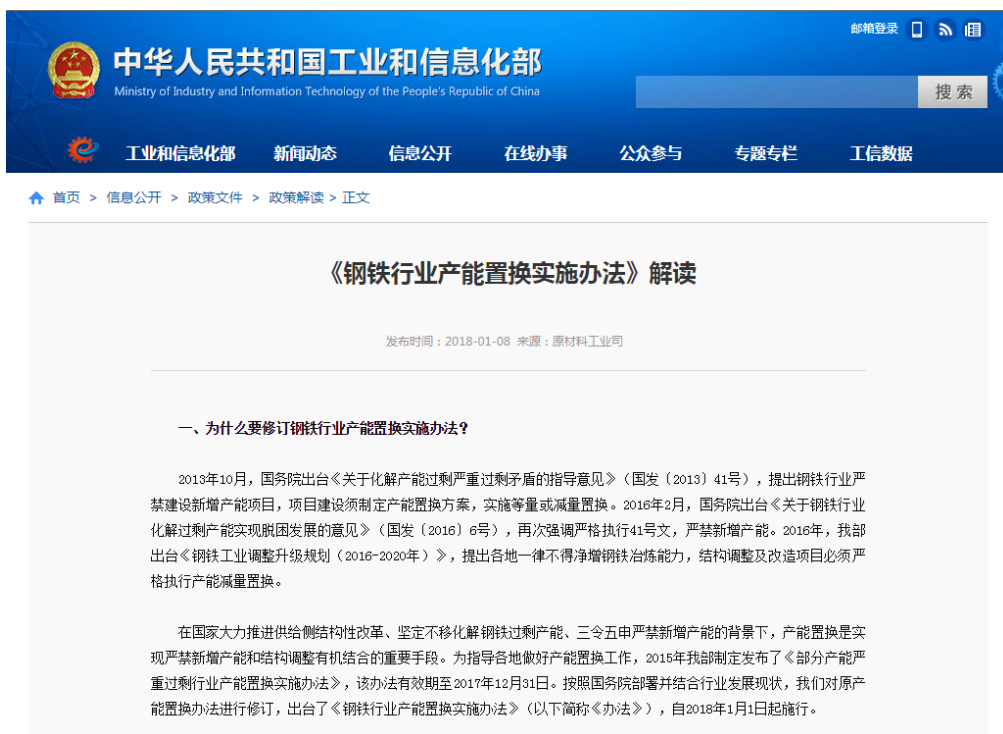 邮箱登录
中华人民共和国工业和信息化部
Ministry of Industry and Information Technology of the People's Republic of China
搜索
工业和信息化部 新闻动态 信息公开 在线办事 公众参与 专题专栏 工信数据
首页 > 信息公开 > 政策文件 > 政策解读 > 正文
《钢铁行业产能置换实施办法》解读
发布时间：2018-01-08 来源：原材料工业司
一、为什么要修订钢铁行业产能置换实施办法？
2013年10月，国务院出台《关于化解产能过剩严重过剩矛盾的指导意见》（国发〔2013〕41号），提出钢铁行业严
禁建设新增产能项目，项目建设须制定产能置换方案，实施等量或减量置换。2016年2月，国务院出台《关于钢铁行业
化解过剩产能实现脱困发展的意见》（国发〔2016〕6号），再次强调严格执行41号文，严禁新增产能。2016年，我部
出台《钢铁工业调整升级规划（2016-2020年）》，提出各地一律不得净增钢铁冶炼能力，结构调整及改造项目必须严
格执行产能减量置换。
在国家大力推进供给侧结构性改革、坚定不移化解钢铁过剩产能、三令五申严禁新增产能的背景下，产能置换是实
现严禁新增产能和结构调整有机结合的重要手段。为指导各地做好产能置换工作，2015年我部制定发布了《部分产能严
重过剩行业产能置换实施办法》，该办法有效期至2017年12月31日。按照国务院部署并结合行业发展现状，我们对原产
能置换办法进行修订，出台了《钢铁行业产能置换实施办法》（以下简称《办法》），自2018年1月1日起施行。